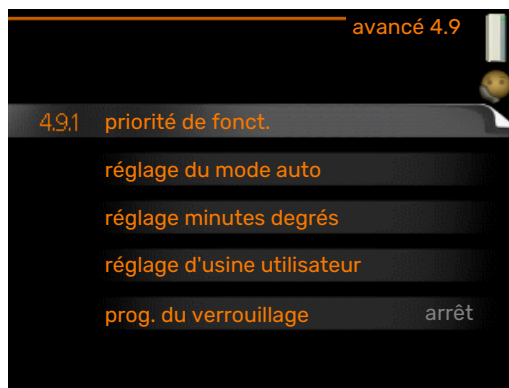 avancé 4.9
4.9.1 priorité de fonct.
réglage du mode auto
réglage minutes degrés
réglage d'usine utilisateur
prog. du verrouillage arrêt